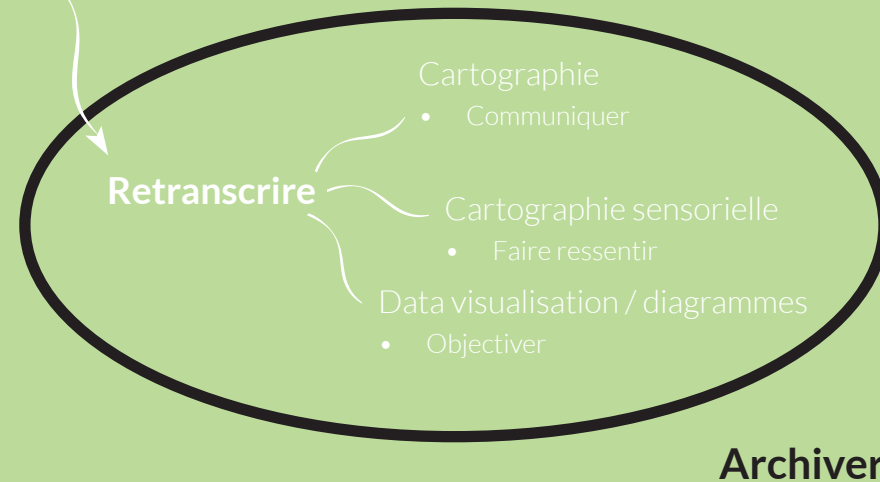 Cartographie
• Communiquer
Retranscrire
Cartographie sensorielle
• Faire ressentir
Data visualisation / diagrammes
• Objectiver
Archiver